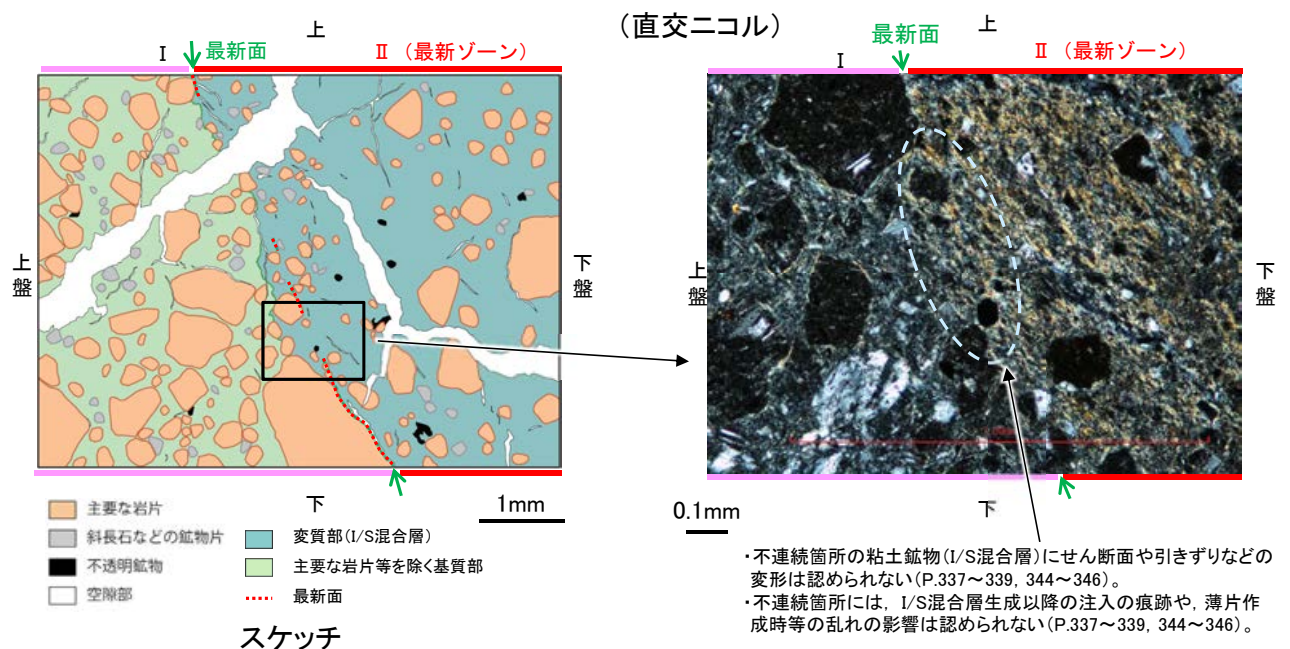 (直交ニコル)
上
Ⅰ
最新面
Ⅱ (最新ゾーン)
上盤
下盤
下
1mm
主要な岩片
斜長石などの鉱物片
不透明鉱物
空隙部
変質部(I/S混合層)
主要な岩片等を除く基質部
最新面
スケッチ
上
最新面
Ⅰ
Ⅱ (最新ゾーン)
上盤
下盤
下
0.1mm
・不連続箇所の粘土鉱物(I/S混合層)にせん断面や引きずりなどの
変形は認められない(P.337~339, 344~346)。
・不連続箇所には, I/S混合層生成以降の注入の痕跡や, 薄片作
成時等の乱れの影響は認められない(P.337~339, 344~346)。